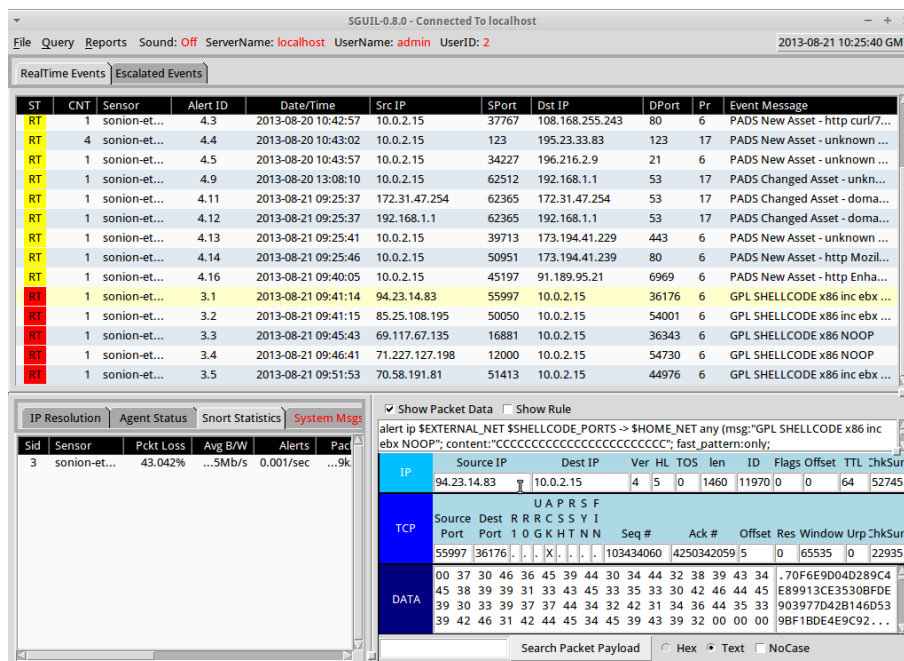 SGUIL-0.8.0 - Connected To localhost
File Query Reports Sound: Off ServerName: localhost UserName: admin UserID: 2 2013-08-21 10:25:40 GM
RealTime Events Escalated Events
ST CNT Sensor Alert ID Date/Time Src IP SPort Dst IP DPort Pr Event Message
RT 1 sonion-et... 4.3 2013-08-20 10:42:57 10.0.2.15 37767 108.168.255.243 80 6 PADS New Asset - http curl/7...
RT 4 sonion-et... 4.4 2013-08-20 10:43:02 10.0.2.15 123 195.23.33.83 123 17 PADS New Asset - unknown ...
RT 1 sonion-et... 4.5 2013-08-20 10:43:57 10.0.2.15 34227 196.216.2.9 21 6 PADS New Asset - unknown ...
RT 1 sonion-et... 4.9 2013-08-20 13:08:10 10.0.2.15 62512 192.168.1.1 53 17 PADS Changed Asset - unkn...
RT 1 sonion-et... 4.11 2013-08-21 09:25:37 172.31.47.254 62365 172.31.47.254 53 17 PADS Changed Asset - doma...
RT 1 sonion-et... 4.12 2013-08-21 09:25:37 192.168.1.1 62365 192.168.1.1 53 17 PADS Changed Asset - doma...
RT 1 sonion-et... 4.13 2013-08-21 09:25:41 10.0.2.15 39713 173.194.41.229 443 6 PADS New Asset - unknown ...
RT 1 sonion-et... 4.14 2013-08-21 09:25:46 10.0.2.15 50951 173.194.41.239 80 6 PADS New Asset - http Mozil...
RT 1 sonion-et... 4.16 2013-08-21 09:40:05 10.0.2.15 45197 91.189.95.21 6969 6 PADS New Asset - http Enha...
RT 1 sonion-et... 3.1 2013-08-21 09:41:14 94.23.14.83 55997 10.0.2.15 36176 6 GPL SHELLCODE x86 inc ebx ...
RT 1 sonion-et... 3.2 2013-08-21 09:41:15 85.25.108.195 50050 10.0.2.15 54001 6 GPL SHELLCODE x86 inc ebx ...
RT 1 sonion-et... 3.3 2013-08-21 09:45:43 69.117.67.135 16881 10.0.2.15 36343 6 GPL SHELLCODE x86 NOOP
RT 1 sonion-et... 3.4 2013-08-21 09:46:41 71.227.127.198 12000 10.0.2.15 54730 6 GPL SHELLCODE x86 NOOP
RT 1 sonion-et... 3.5 2013-08-21 09:51:53 70.58.191.81 51413 10.0.2.15 44976 6 GPL SHELLCODE x86 NOOP
IP Resolution Agent Status Snort Statistics System Msgs
Sid Sensor Pckt Loss Avg B/W Alerts Pac
3 sonion-et... 43.042% ...5Mb/s 0.001/sec ...9k
Show Packet Data Show Rule
alert ip $EXTERNAL_NET $SHELLCODE_PORTS -> $HOME_NET any (msg:"GPL SHELLCODE x86 inc
ebx NOOP"; content:"CCCCCCCCCCCCCCCCCCCCCCCC"; fast_pattern:only;
IP
Source IP Dest IP Ver HL TOS len ID Flags Offset TTL ChkSum
94.23.14.83 10.0.2.15 4 5 0 1460 11970 0 0 64 52745
TCP
U A P R S F
Source Dest R R R C S S Y I
Port Port 1 0 G K H T N N Seq # Ack # Offset Res Window Urp ChkSum
55997 36176 . . . X . . . . 103434060 4250342059 5 0 65535 0 22935
DATA
00 37 30 46 36 45 39 44 30 34 44 32 38 39 43 34 .70F6E9D04D289C4
45 38 39 39 31 33 43 45 33 35 33 30 42 46 44 45 E89913CE3530BFDE
39 30 33 39 37 37 44 34 32 42 31 34 36 44 35 33 903977D42B146D53
39 42 46 31 42 44 45 34 45 39 43 39 32 00 00 00 9BF1BDE4E9C92...
Search Packet Payload Hex Text NoCase